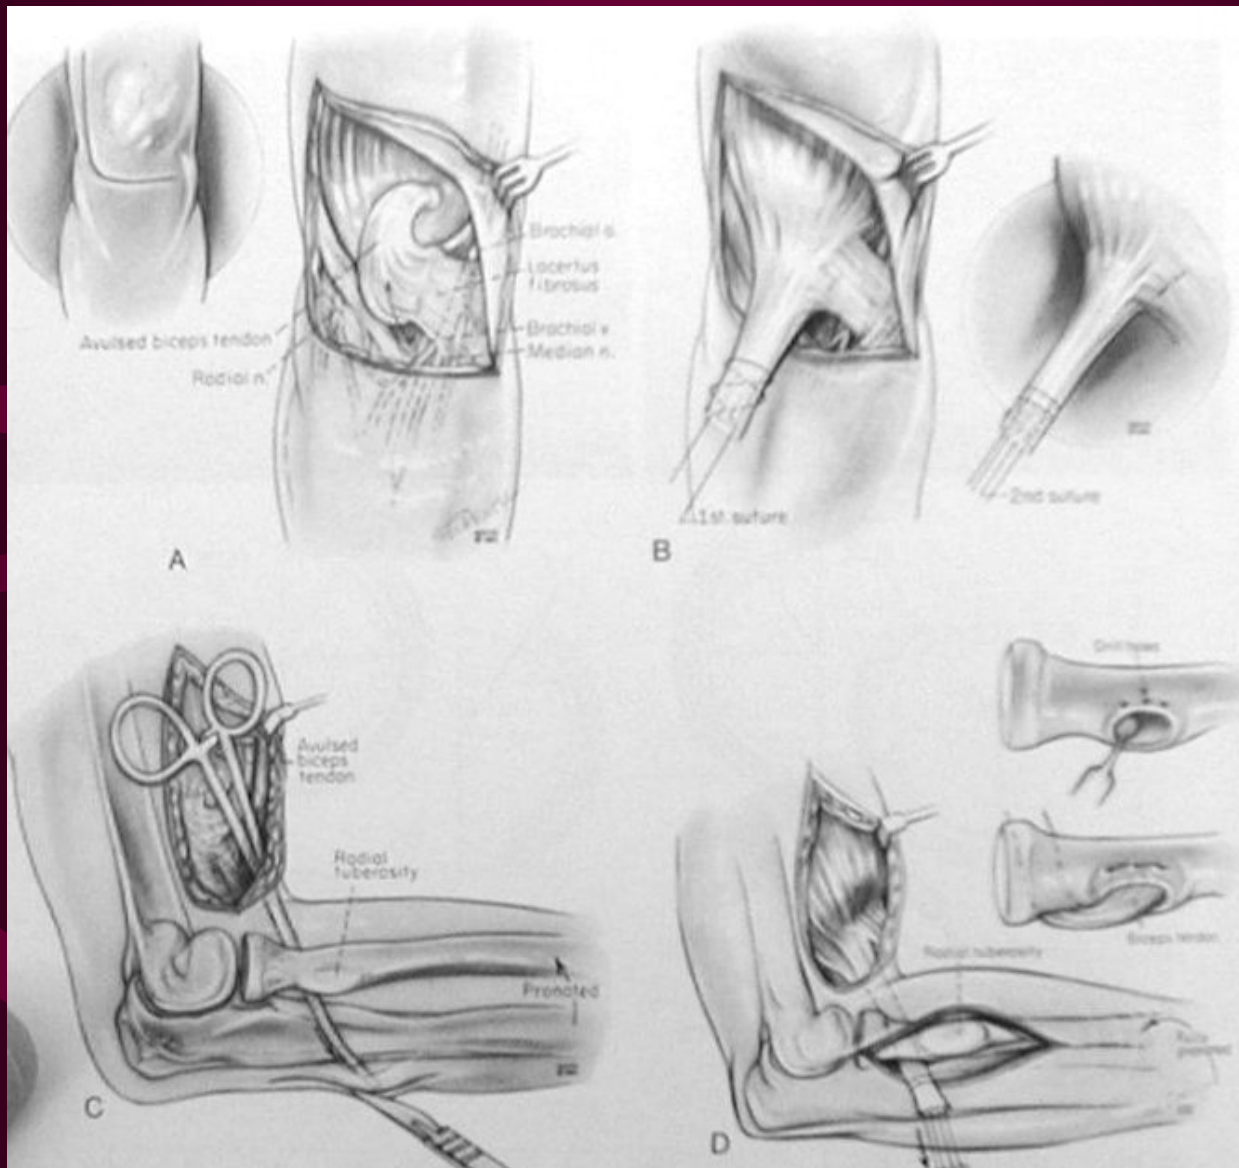 Brachial a.
Lacertus
fibrosus
Avulsed biceps tendon
Brachial v.
Median n.
Radial n.
A
1st suture
2nd suture
B
Drill holes
Avulsed
biceps
tendon
Radial
tuberosity
Pronated
C
Biceps tendon
Radial tuberosity
pronated
D